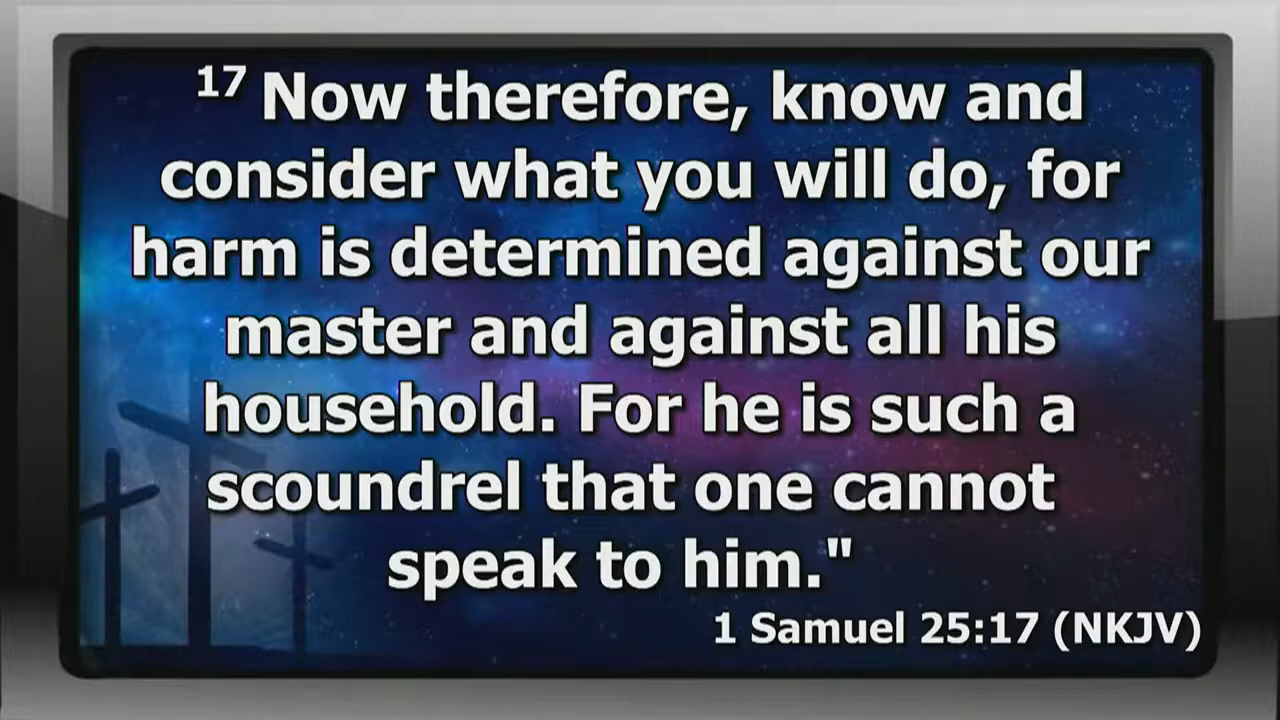 17 Now therefore, know and
consider what you will do, for
harm is determined against our
master and against all his
household. For he is such a
scoundrel that one cannot
speak to him."
1 Samuel 25:17 (NKJV)